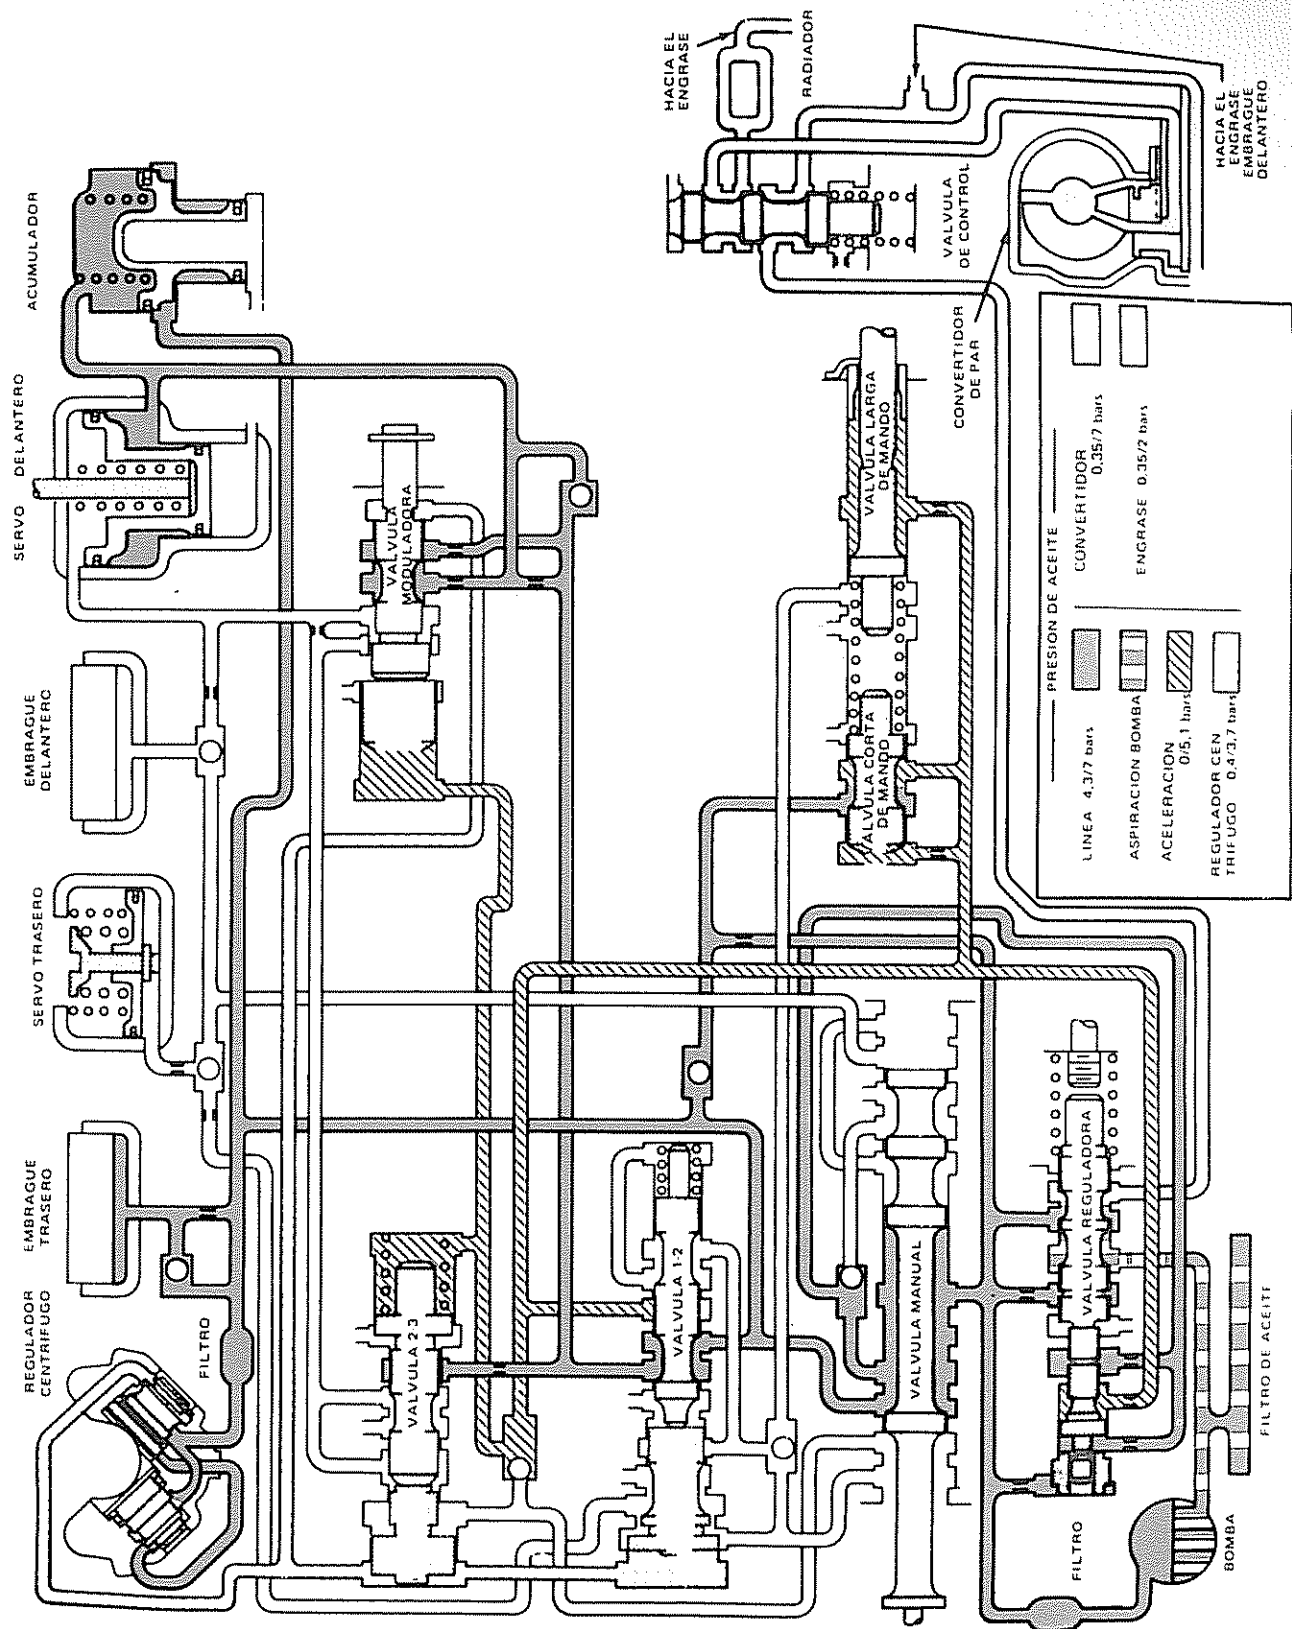 ACUMULADOR
SERVO DELANTERO
EMBRAGUE
DELANTERO
SERVO TRASERO
EMBRAGUE
TRASERO
REGULADOR
CENTRIFUGO
FILTRO
VALVULA
MODULADORA
VALVULA 2-3
VALVULA 1-2
HACIA EL
ENGRASE
RADIADOR
VALVULA
DE CONTROL
HACIA EL
ENGRASE
EMBRAGUE
DELANTERO
CONVERTIDOR
DE PAR
VALVULA LARGA
DE MANDO
VALVULA CORTA
DE MANDO
VALVULA MANUAL
VALVULA REGULADORA
FILTRO
BOMBA
FILTRO DE ACEITE
PRESION DE ACEITE
LINEA 4,3/7 bars
ASPIRACION BOMBA
ACELERACION
0/5,1 bars
REGULADOR CEN
TRIFUGO 0,4/3,7 bars
CONVERTIDOR
0.35/7 bars
ENGRASE 0.35/2 bars